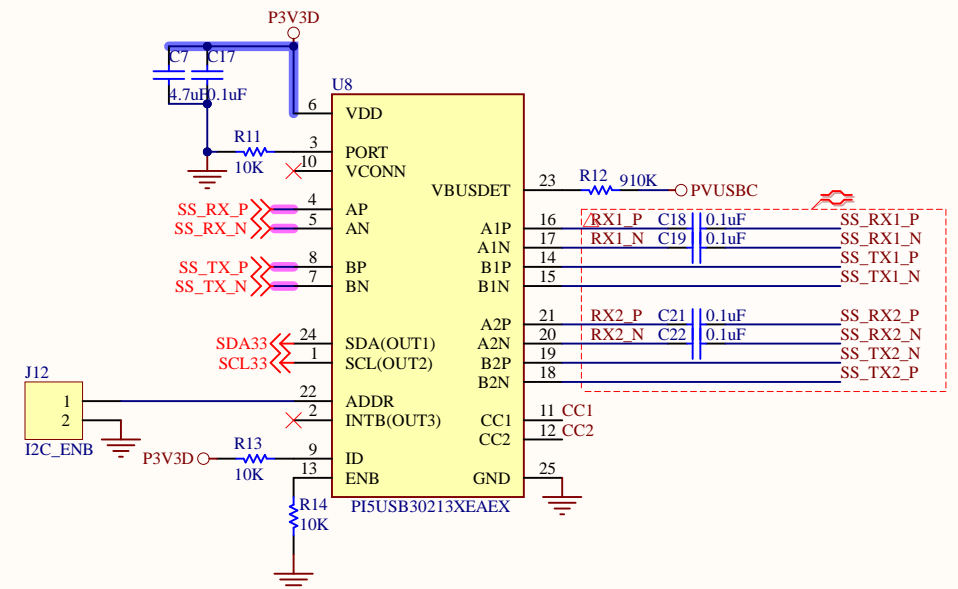 P3V3D
C7 C17
4.7uF 0.1uF
U8
6 VDD
R11
10K
3 PORT
10 VCONN
VBUSDET 23
R12 910K
PVUSBC
SS_RX_P 4 AP
SS_RX_N 5 AN
SS_TX_P 8 BP
SS_TX_N 7 BN
A1P 16 RX1_P C18 0.1uF SS_RX1_P
A1N 17 RX1_N C19 0.1uF SS_RX1_N
B1P 14 SS_TX1_P
B1N 15 SS_TX1_N
A2P 21 RX2_P C21 0.1uF SS_RX2_P
A2N 20 RX2_N C22 0.1uF SS_RX2_N
B2P 19 SS_TX2_N
B2N 18 SS_TX2_P
SDA33 24 SDA(OUT1)
SCL33 1 SCL(OUT2)
J12
1
2
I2C_ENB
22 ADDR
2 INTB(OUT3)
CC1 11 CC1
CC2 12 CC2
P3V3D
R13
10K
9 ID
13 ENB
GND 25
R14
10K
PI5USB30213XEAEX